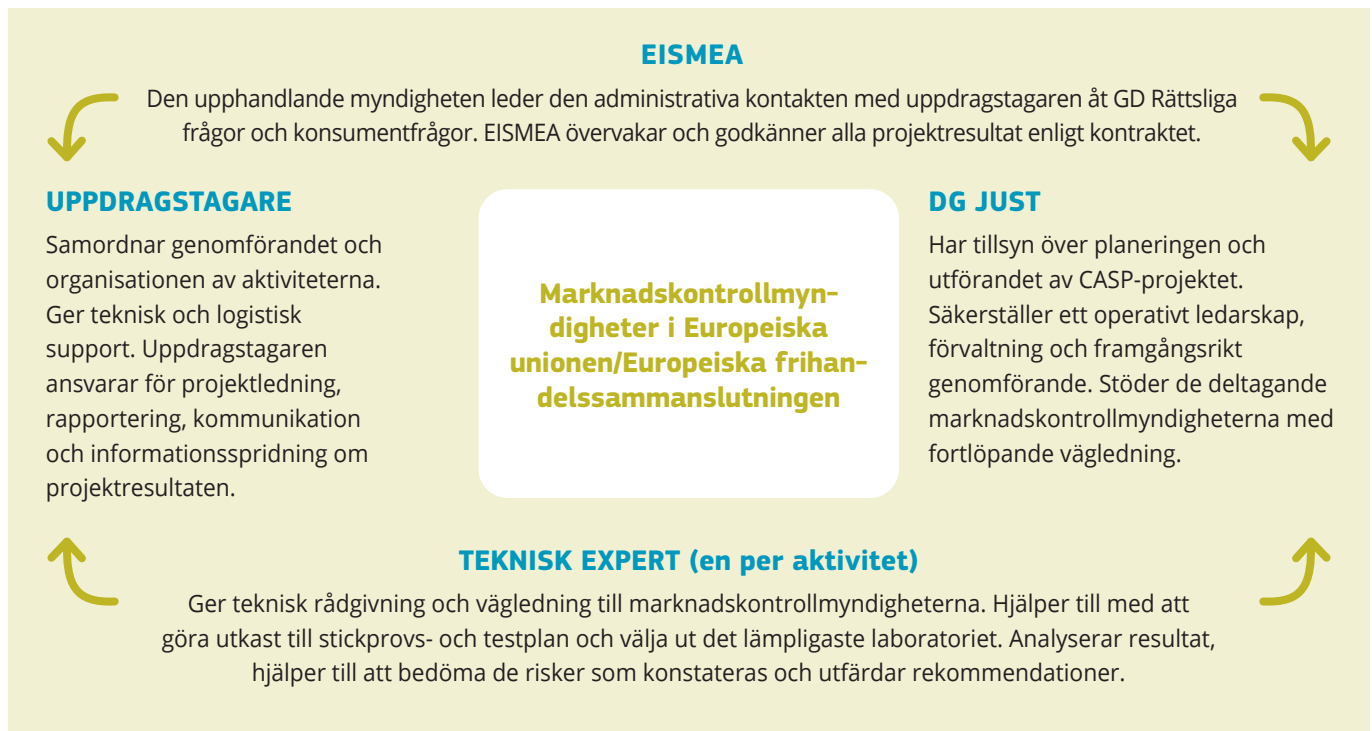 EISMEA
Den upphandlande myndigheten leder den administrativa kontakten med uppdragstagaren åt GD Rättsliga
frågor och konsumentfrågor. EISMEA övervakar och godkänner alla projektresultat enligt kontraktet.
UPPDRAGSTAGARE
Samordnar genomförandet och
organisationen av aktiviteterna.
Ger teknisk och logistisk
support. Uppdragstagaren
ansvarar för projektledning,
rapportering, kommunikation
och informationsspridning om
projektresultaten.
Marknadskontrollmyn-
digheter i Europeiska
unionen/Europeiska frihan-
delssammanslutningen
DG JUST
Har tillsyn över planeringen och
utförandet av CASP-projektet.
Säkerställer ett operativt ledarskap,
förvaltning och framgångsrikt
genomförande. Stöder de deltagande
marknadskontrollmyndigheterna med
fortlöpande vägledning.
TEKNISK EXPERT (en per aktivitet)
Ger teknisk rådgivning och vägledning till marknadskontrollmyndigheterna. Hjälper till med att
göra utkast till stickprovs- och testplan och välja ut det lämpligaste laboratoriet. Analyserar resultat,
hjälper till att bedöma de risker som konstateras och utfärdar rekommendationer.